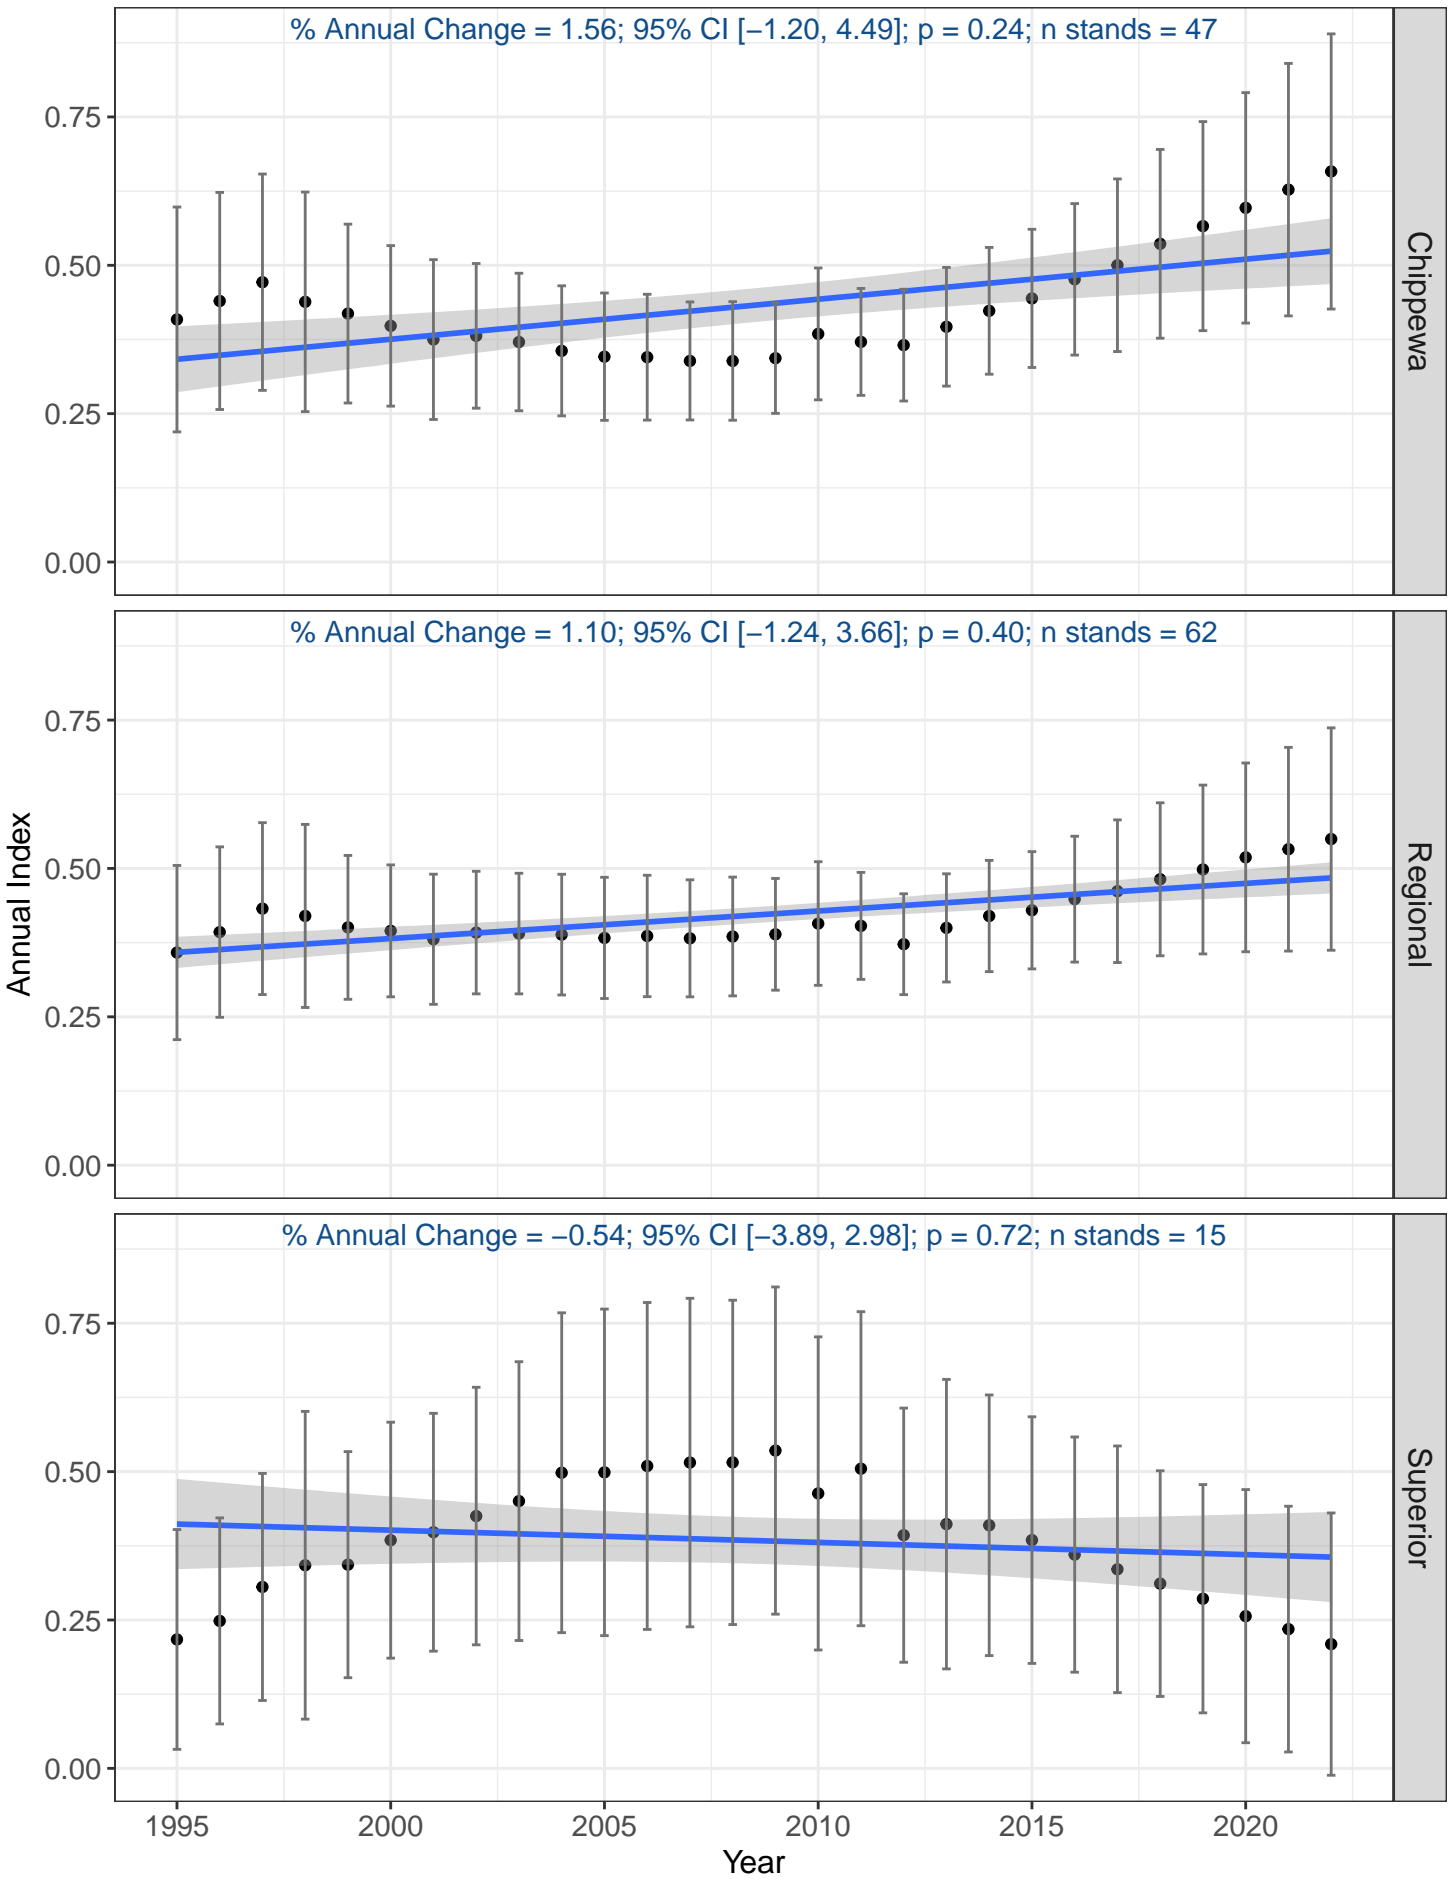 % Annual Change = 1.56; 95% CI [−1.20, 4.49]; p = 0.24; n stands = 47
0.75
0.50
0.25
0.00
Chippewa
% Annual Change = 1.10; 95% CI [−1.24, 3.66]; p = 0.40; n stands = 62
0.75
0.50
0.25
0.00
Regional
Annual Index
% Annual Change = −0.54; 95% CI [−3.89, 2.98]; p = 0.72; n stands = 15
0.75
0.50
0.25
0.00
Superior
1995 2000 2005 2010 2015 2020
Year